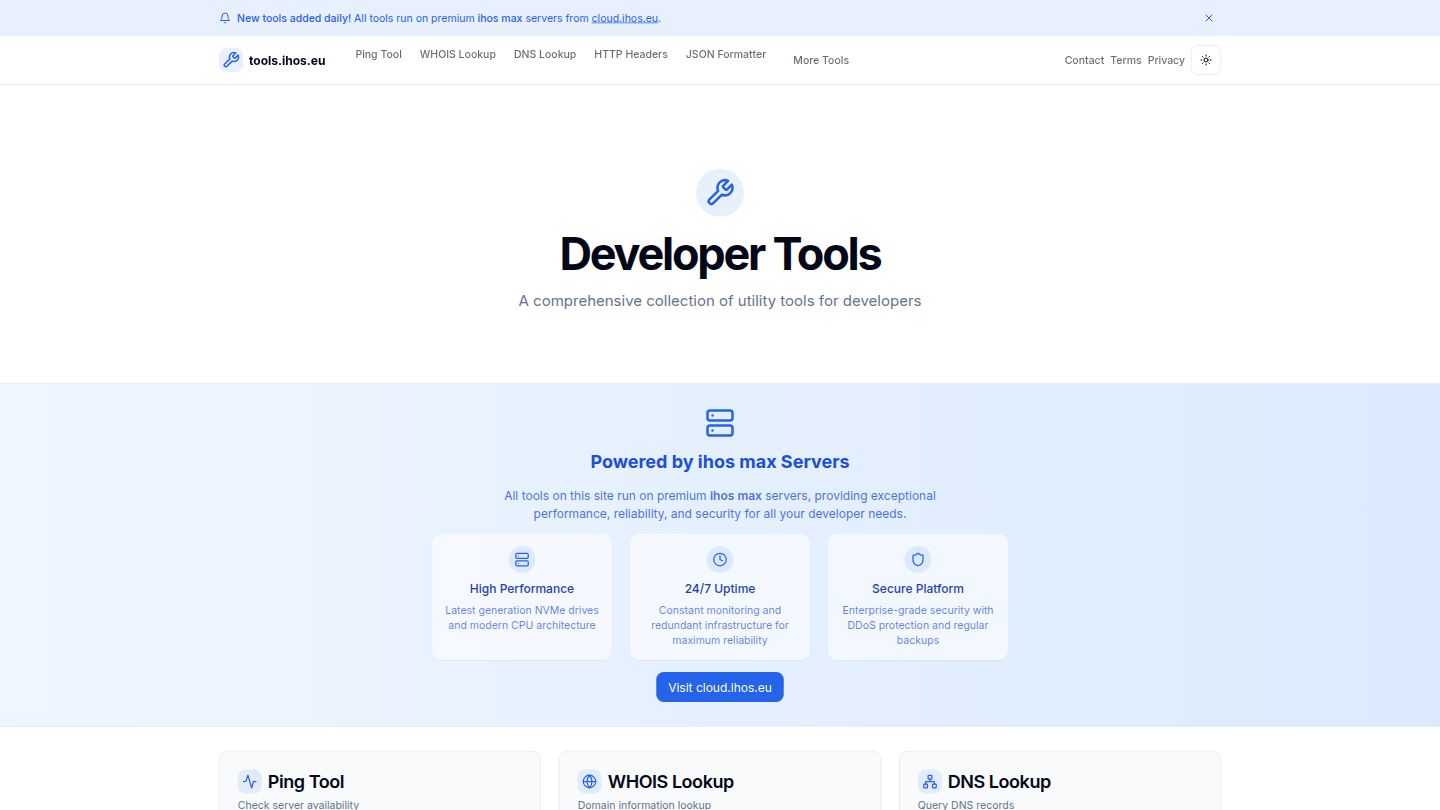 New tools added daily! All tools run on premium ihos max servers from cloud.ihos.eu.
tools.ihos.eu
Ping Tool
WHOIS Lookup
DNS Lookup
HTTP Headers
JSON Formatter
More Tools
Contact
Terms
Privacy
Developer Tools
A comprehensive collection of utility tools for developers
Powered by ihos max Servers
All tools on this site run on premium ihos max servers, providing exceptional
performance, reliability, and security for all your developer needs.
High Performance
Latest generation NVMe drives
and modern CPU architecture
24/7 Uptime
Constant monitoring and
redundant infrastructure for
maximum reliability
Secure Platform
Enterprise-grade security with
DDoS protection and regular
backups
Visit cloud.ihos.eu
Ping Tool
Check server availability
WHOIS Lookup
Domain information lookup
DNS Lookup
Query DNS records